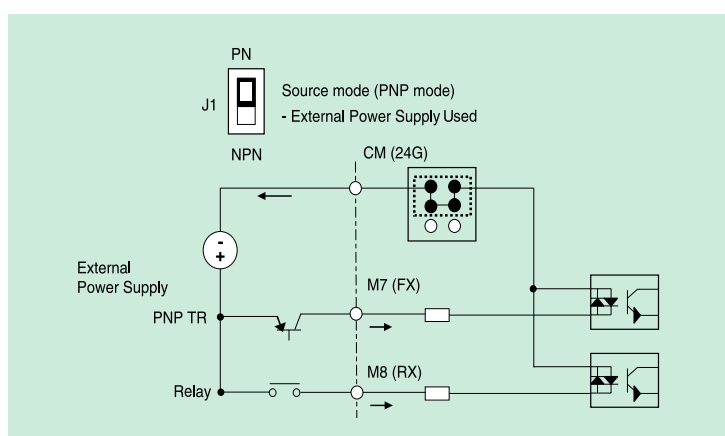 PN
J1
Source mode (PNP mode)
- External Power Supply Used
NPN
CM (24G)
-
+
External
Power Supply
M7 (FX)
PNP TR
M8 (RX)
Relay